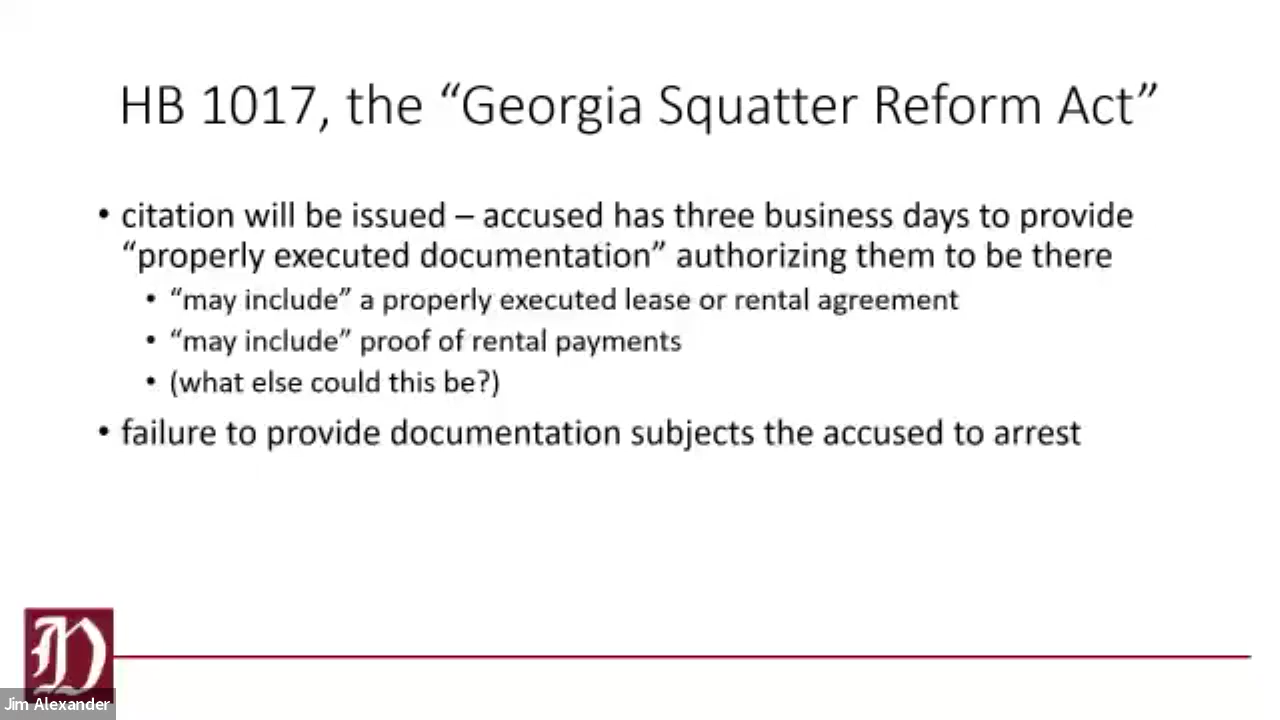 HB 1017, the “Georgia Squatter Reform Act”
• citation will be issued – accused has three business days to provide
“properly executed documentation” authorizing them to be there
• “may include” a properly executed lease or rental agreement
• “may include” proof of rental payments
• (what else could this be?)
• failure to provide documentation subjects the accused to arrest
D
Jim Alexander